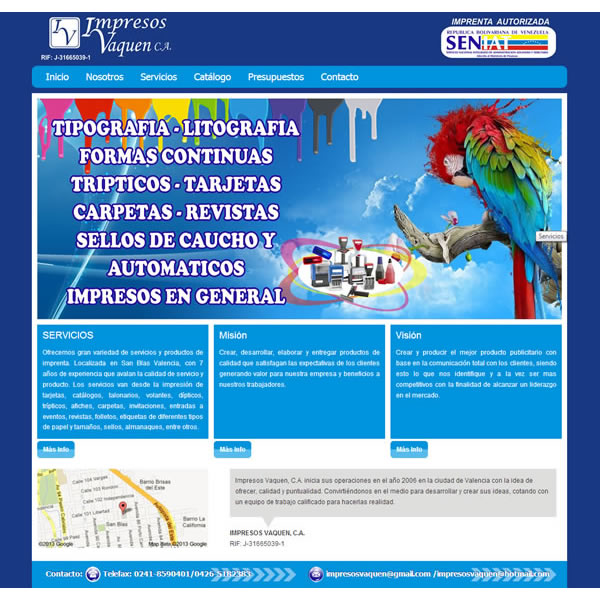 Impresos
Vaquen C.A.
RIF: J-31665039-1
IMPRENTA AUTORIZADA
REPUBLICA BOLIVARIANA DE VENEZUELA
SENIAT
Inicio Nosotros Servicios Catálogo Presupuestos Contacto
TIPOGRAFIA - LITOGRAFIA
FORMAS CONTINUAS
TRIPTICOS - TARJETAS
CARPETAS - REVISTAS
SELLOS DE CAUCHO Y
AUTOMATICOS
IMPRESOS EN GENERAL
Servicios
SERVICIOS
Ofrecemos gran variedad de servicios y productos de
imprenta. Localizada en San Blas Valencia, con 7
años de experiencia que avalan la calidad de servicio y
producto. Los servicios van desde la impresión de
tarjetas, catálogos, talonarios, volantes, dípticos,
trípticos, afiches, carpetas, invitaciones, entradas a
eventos, revistas, folletos, etiquetas de diferentes tipos
de papel y tamaños, sellos, almanaques, entre otros.
Más Info
Misión
Crear, desarrollar, elaborar y entregar productos de
calidad que satisfagan las expectativas de los clientes
generando valor para nuestra empresa y beneficios a
nuestros trabajadores.
Más Info
Visión
Crear y producir el mejor producto publicitario con
base en la comunicación total con los clientes, siendo
esto lo que nos identifique y a la vez ser mas
competitivos con la finalidad de alcanzar un liderazgo
en el mercado.
Más Info
Calle 104 Vargas
Calle 103 Rondon
Calle 102 Independencia
Calle 101 Libertad
San Blas
Barrio Brisas
del Este
Barrio La
California
©2013 Google
Map data ©2013 Google
Impresos Vaquen, C.A. inicia sus operaciones en el año 2006 en la ciudad de Valencia con la idea de
ofrecer, calidad y puntualidad. Convirtiéndonos en el medio para desarrollar y crear sus ideas, cotando con
un equipo de trabajo calificado para hacerlas realidad.
IMPRESOS VAQUEN, C.A.
RIF: J-31665039-1
Contacto: Telefax: 0241-8590401/0426-5182383 impresosvaquen@gmail.com /impresosvaquen@hotmail.com